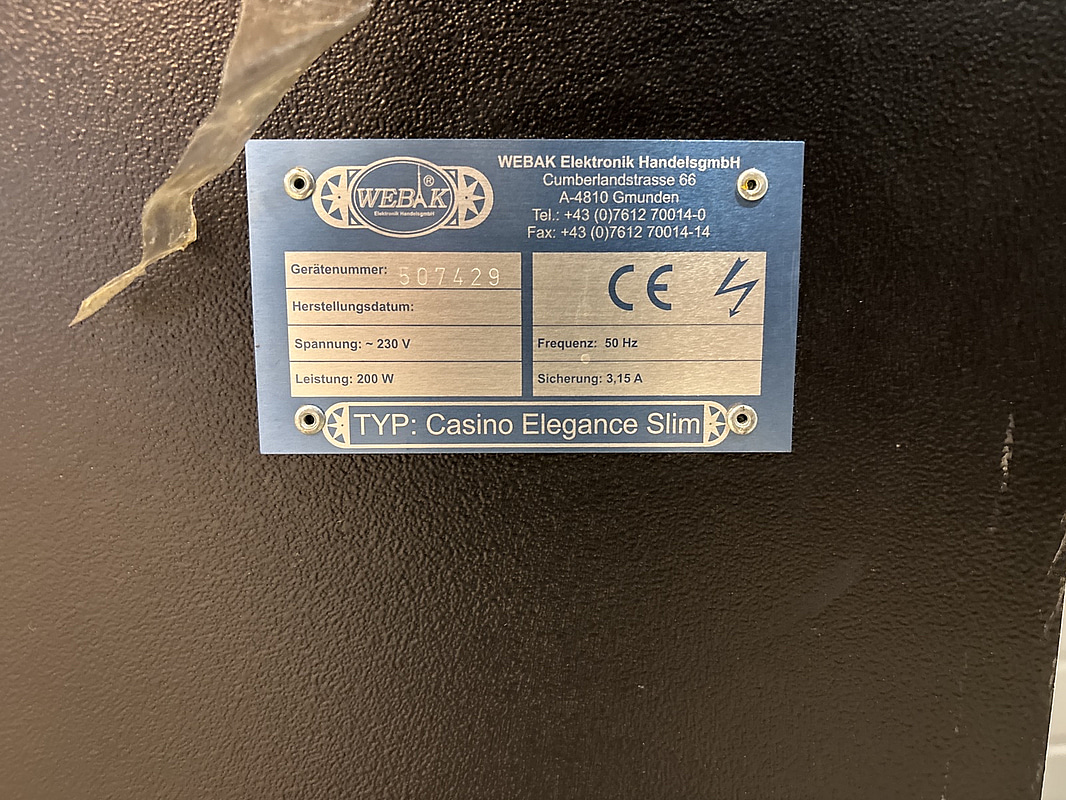 WEBAK
®
Elektronik HandelsgmbH
WEBAK Elektronik HandelsgmbH
Cumberlandstrasse 66
A-4810 Gmunden
Tel.: +43 (0)7612 70014-0
Fax: +43 (0)7612 70014-14
Gerätenummer: 507429
Herstellungsdatum:
Spannung: ~ 230 V
Leistung: 200 W
CE
Frequenz: 50 Hz
Sicherung: 3,15 A
TYP: Casino Elegance Slim